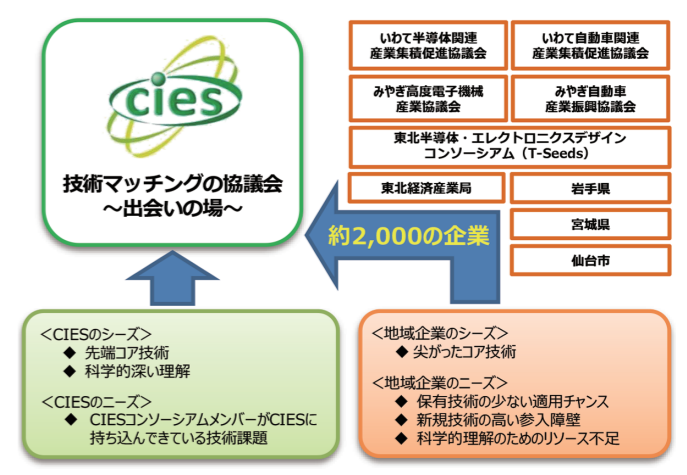 cies
技術マッチングの協議会
～出会いの場～
いわて半導体関連
産業集積促進協議会
いわて自動車関連
産業集積促進協議会
みやぎ高度電子機械
産業協議会
みやぎ自動車
産業振興協議会
東北半導体・エレクトロニクスデザイン
コンソーシアム（T-Seeds）
東北経済産業局
岩手県
宮城県
仙台市
約2,000の企業
＜CIESのシーズ＞
◆ 先端コア技術
◆ 科学的深い理解
＜CIESのニーズ＞
◆ CIESコンソーシアムメンバーがCIESに
持ち込んできている技術課題
＜地域企業のシーズ＞
◆ 尖がったコア技術
＜地域企業のニーズ＞
◆ 保有技術の少ない適用チャンス
◆ 新規技術の高い参入障壁
◆ 科学的理解のためのリソース不足